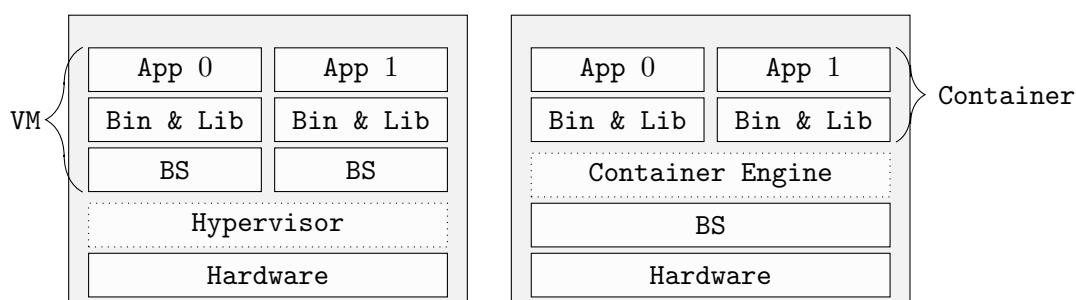 App 0
App 1
Bin & Lib
Bin & Lib
VM
BS
BS
Hypervisor
Hardware
App 0
App 1
Bin & Lib
Bin & Lib
Container
Container Engine
BS
Hardware